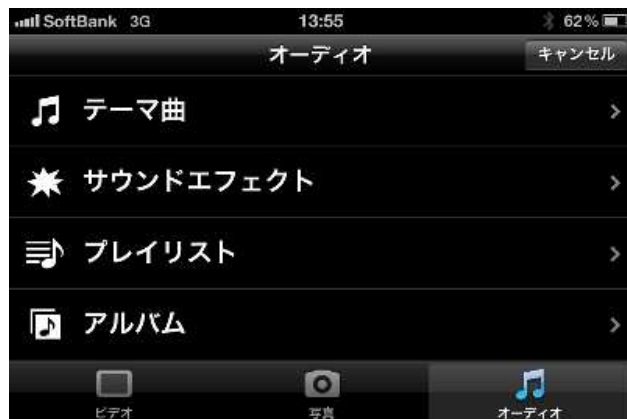 SoftBank 3G 13:55 62%
オーディオ キャンセル
テーマ曲
サウンドエフェクト
プレイリスト
アルバム
ビデオ 写真 オーディオ